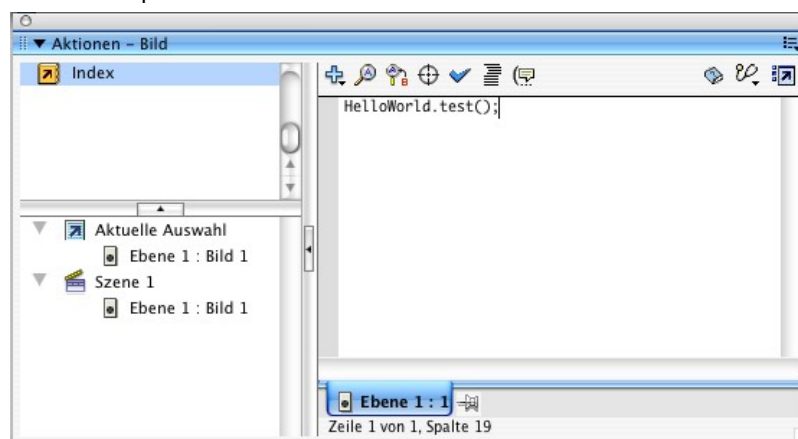 Aktionen – Bild
Index
HelloWorld.test();
Aktuelle Auswahl
Ebene 1 : Bild 1
Szene 1
Ebene 1 : Bild 1
Ebene 1 : 1
Zeile 1 von 1, Spalte 19